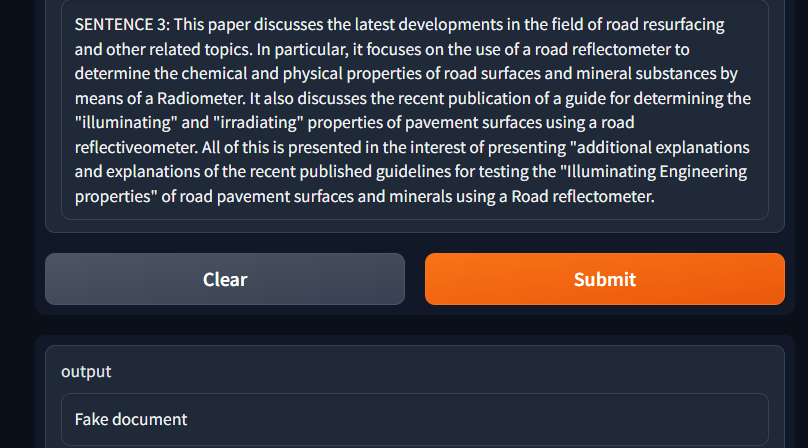 SENTENCE 3: This paper discusses the latest developments in the field of road resurfacing
and other related topics. In particular, it focuses on the use of a road reflectometer to
determine the chemical and physical properties of road surfaces and mineral substances by
means of a Radiometer. It also discusses the recent publication of a guide for determining the
"illuminating" and "irradiating" properties of pavement surfaces using a road
reflectiveometer. All of this is presented in the interest of presenting "additional explanations
and explanations of the recent published guidelines for testing the "Illuminating Engineering
properties" of road pavement surfaces and minerals using a Road reflectometer.
Clear
Submit
output
Fake document